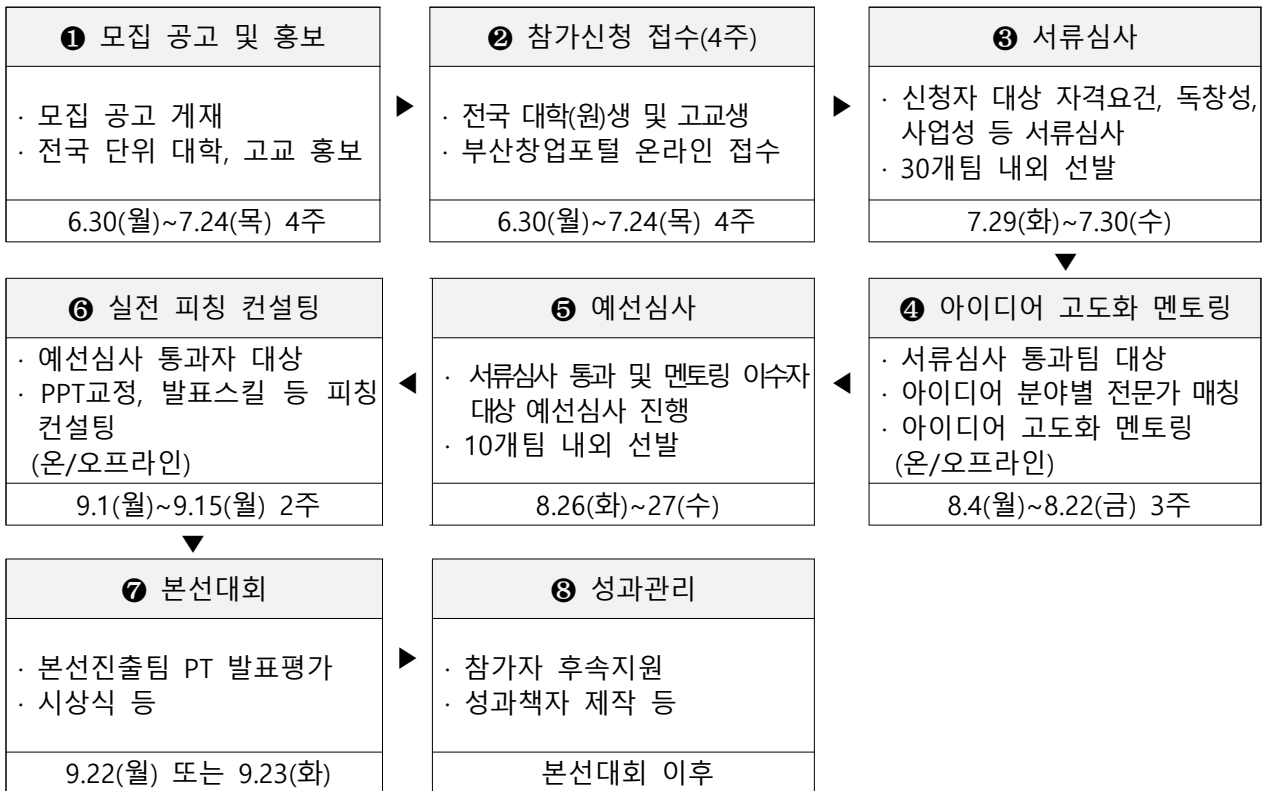 ❶ 모집 공고 및 홍보
· 모집 공고 게재
· 전국 단위 대학, 고교 홍보
6.30(월)~7.24(목) 4주
▶
❷ 참가신청 접수(4주)
· 전국 대학(원)생 및 고교생
· 부산창업포털 온라인 접수
6.30(월)~7.24(목) 4주
▶
❸ 서류심사
· 신청자 대상 자격요건, 독창성,
사업성 등 서류심사
· 30개팀 내외 선발
7.29(화)~7.30(수)
▼
❹ 아이디어 고도화 멘토링
· 서류심사 통과팀 대상
· 아이디어 분야별 전문가 매칭
· 아이디어 고도화 멘토링
(온/오프라인)
8.4(월)~8.22(금) 3주
◀
❺ 예선심사
· 서류심사 통과 및 멘토링 이수자
대상 예선심사 진행
· 10개팀 내외 선발
8.26(화)~27(수)
◀
❻ 실전 피칭 컨설팅
· 예선심사 통과자 대상
· PPT교정, 발표스킬 등 피칭
컨설팅
(온/오프라인)
9.1(월)~9.15(월) 2주
▼
❼ 본선대회
· 본선진출팀 PT 발표평가
· 시상식 등
9.22(월) 또는 9.23(화)
▶
❽ 성과관리
· 참가자 후속지원
· 성과책자 제작 등
본선대회 이후